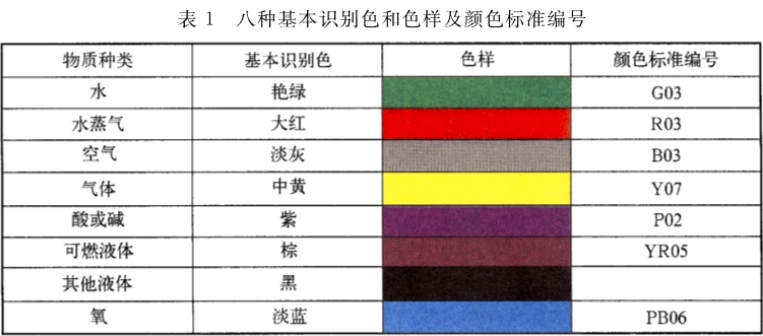 表 1 八种基本识别色和色样及颜色标准编号
物质种类 基本识别色 色样 颜色标准编号
水 艳绿 G03
水蒸气 大红 R03
空气 淡灰 B03
气体 中黄 Y07
酸或碱 紫 P02
可燃液体 棕 YR05
其他液体 黑
氧 淡蓝 PB06